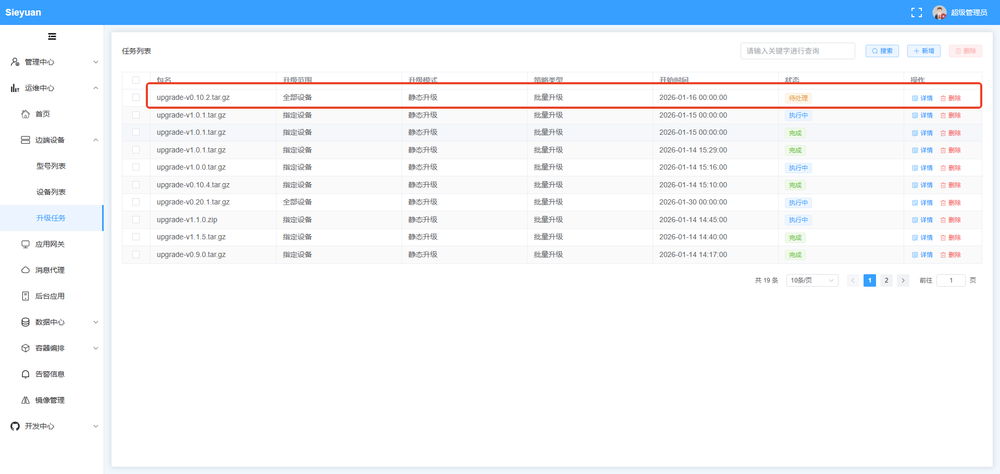 Sieyuan
超级管理员
管理中心
运维中心
首页
边端设备
型号列表
设备列表
升级任务
应用网关
消息代理
后台应用
数据中心
容器编排
告警信息
镜像管理
开发中心
任务列表
请输入关键字进行查询
搜索
新增
删除
包名 升级范围 升级模式 策略类型 开始时间 状态 操作
upgrade-v0.10.2.tar.gz 全部设备 静态升级 批量升级 2026-01-16 00:00:00 待处理 详情 删除
upgrade-v1.0.1.tar.gz 指定设备 静态升级 批量升级 2026-01-15 00:00:00 执行中 详情 删除
upgrade-v1.0.1.tar.gz 指定设备 静态升级 批量升级 2026-01-15 00:00:00 完成 详情 删除
upgrade-v1.0.1.tar.gz 指定设备 静态升级 批量升级 2026-01-14 15:29:00 完成 详情 删除
upgrade-v1.0.0.tar.gz 指定设备 静态升级 批量升级 2026-01-14 15:16:00 执行中 详情 删除
upgrade-v0.10.4.tar.gz 指定设备 静态升级 批量升级 2026-01-14 15:10:00 完成 详情 删除
upgrade-v0.20.1.tar.gz 全部设备 静态升级 批量升级 2026-01-30 00:00:00 执行中 详情 删除
upgrade-v1.1.0.zip 指定设备 静态升级 批量升级 2026-01-14 14:45:00 执行中 详情 删除
upgrade-v1.1.5.tar.gz 指定设备 静态升级 批量升级 2026-01-14 14:40:00 完成 详情 删除
upgrade-v0.9.0.tar.gz 指定设备 静态升级 批量升级 2026-01-14 14:17:00 完成 详情 删除
共 19 条 10条/页 1 2 前往 1 页